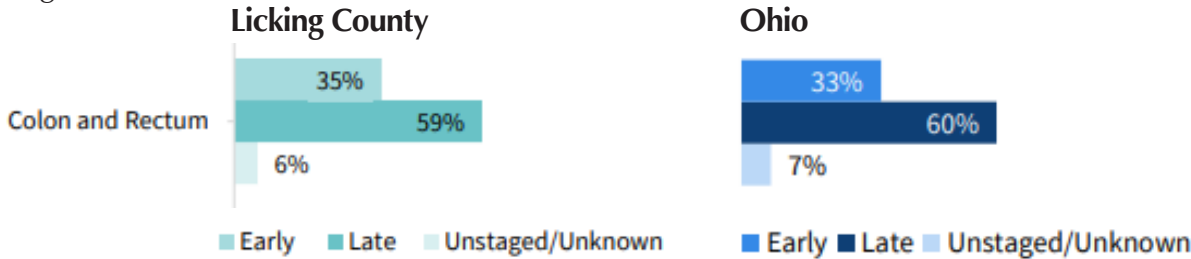 Licking County
Ohio
35%
33%
Colon and Rectum
59%
60%
6%
7%
Early Late Unstaged/Unknown
Early Late Unstaged/Unknown